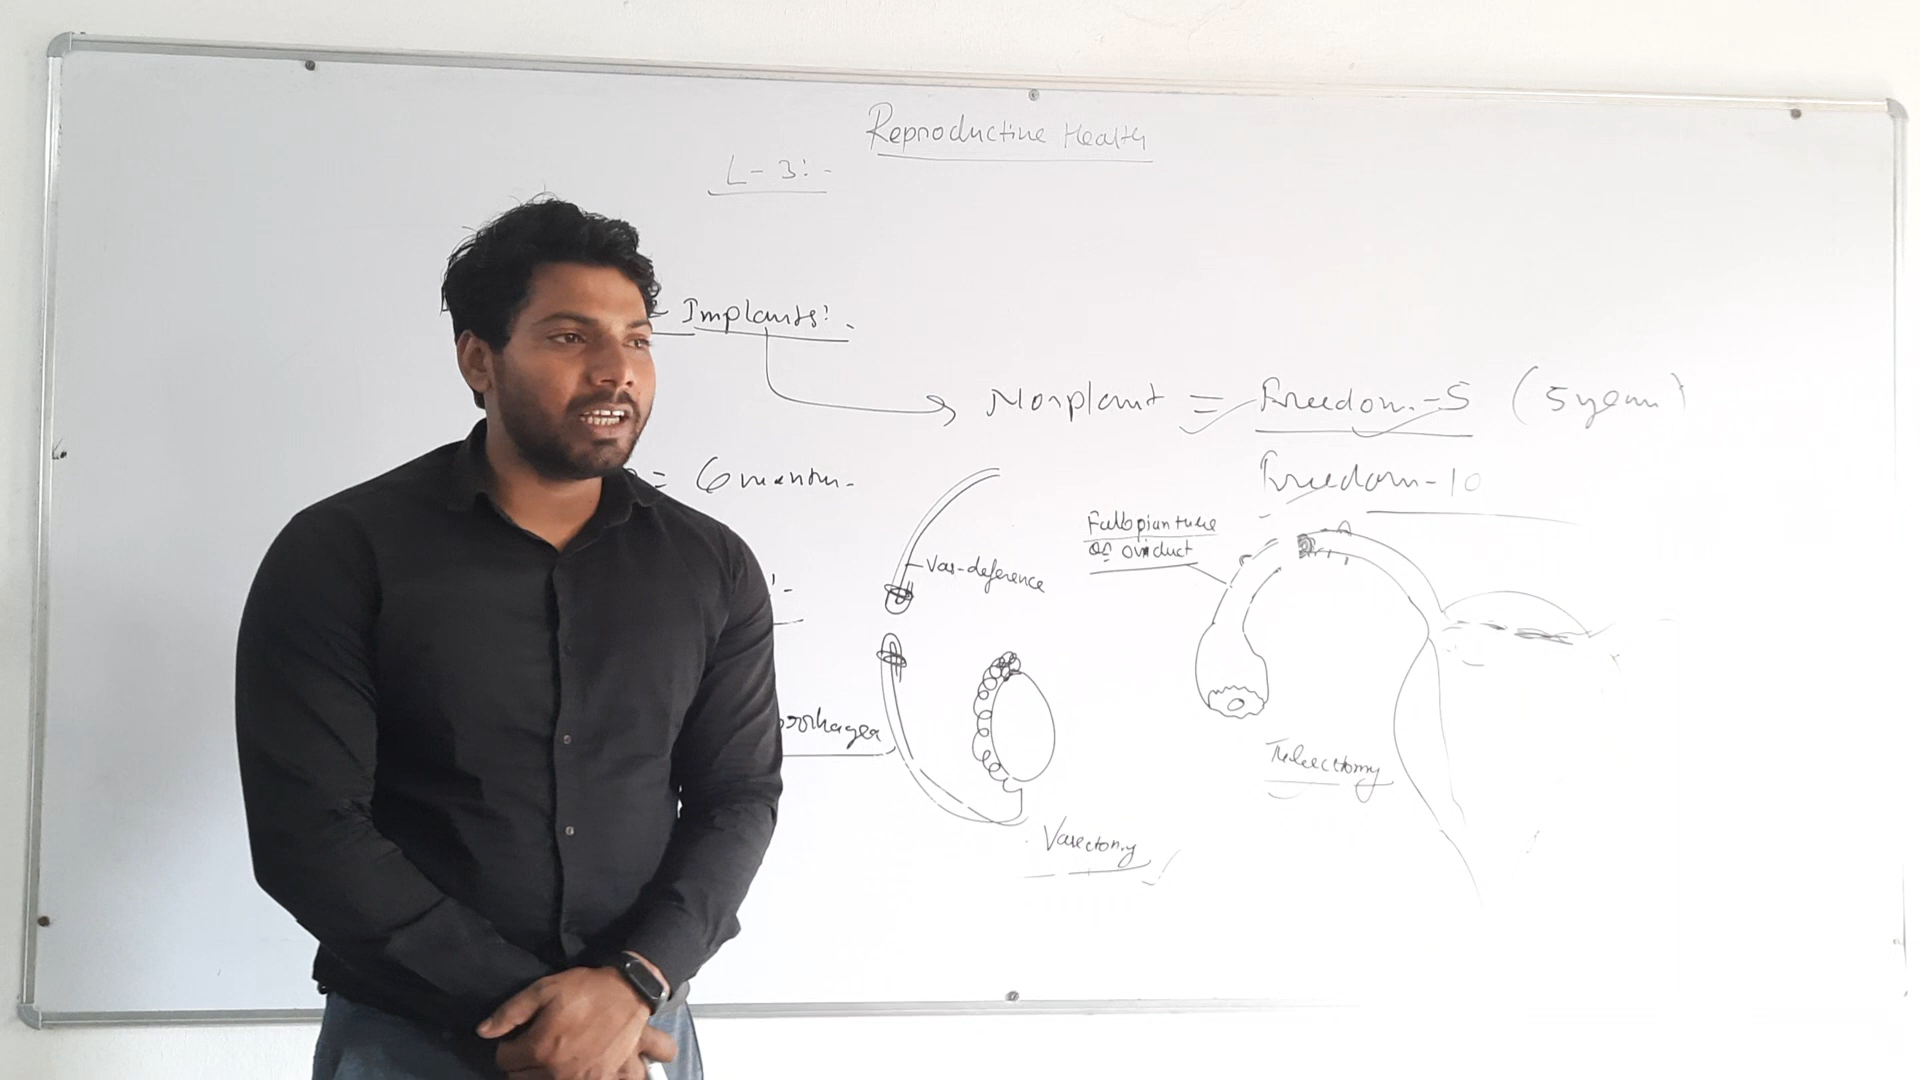 Reproductive Health
L-3:-
Implants:-
Norplant = Freedom-5 (5 year)
= 6 month-
Freedom-10
Fallopian tube
or oviduct
Vas-deference
Tubectomy
Vasectomy